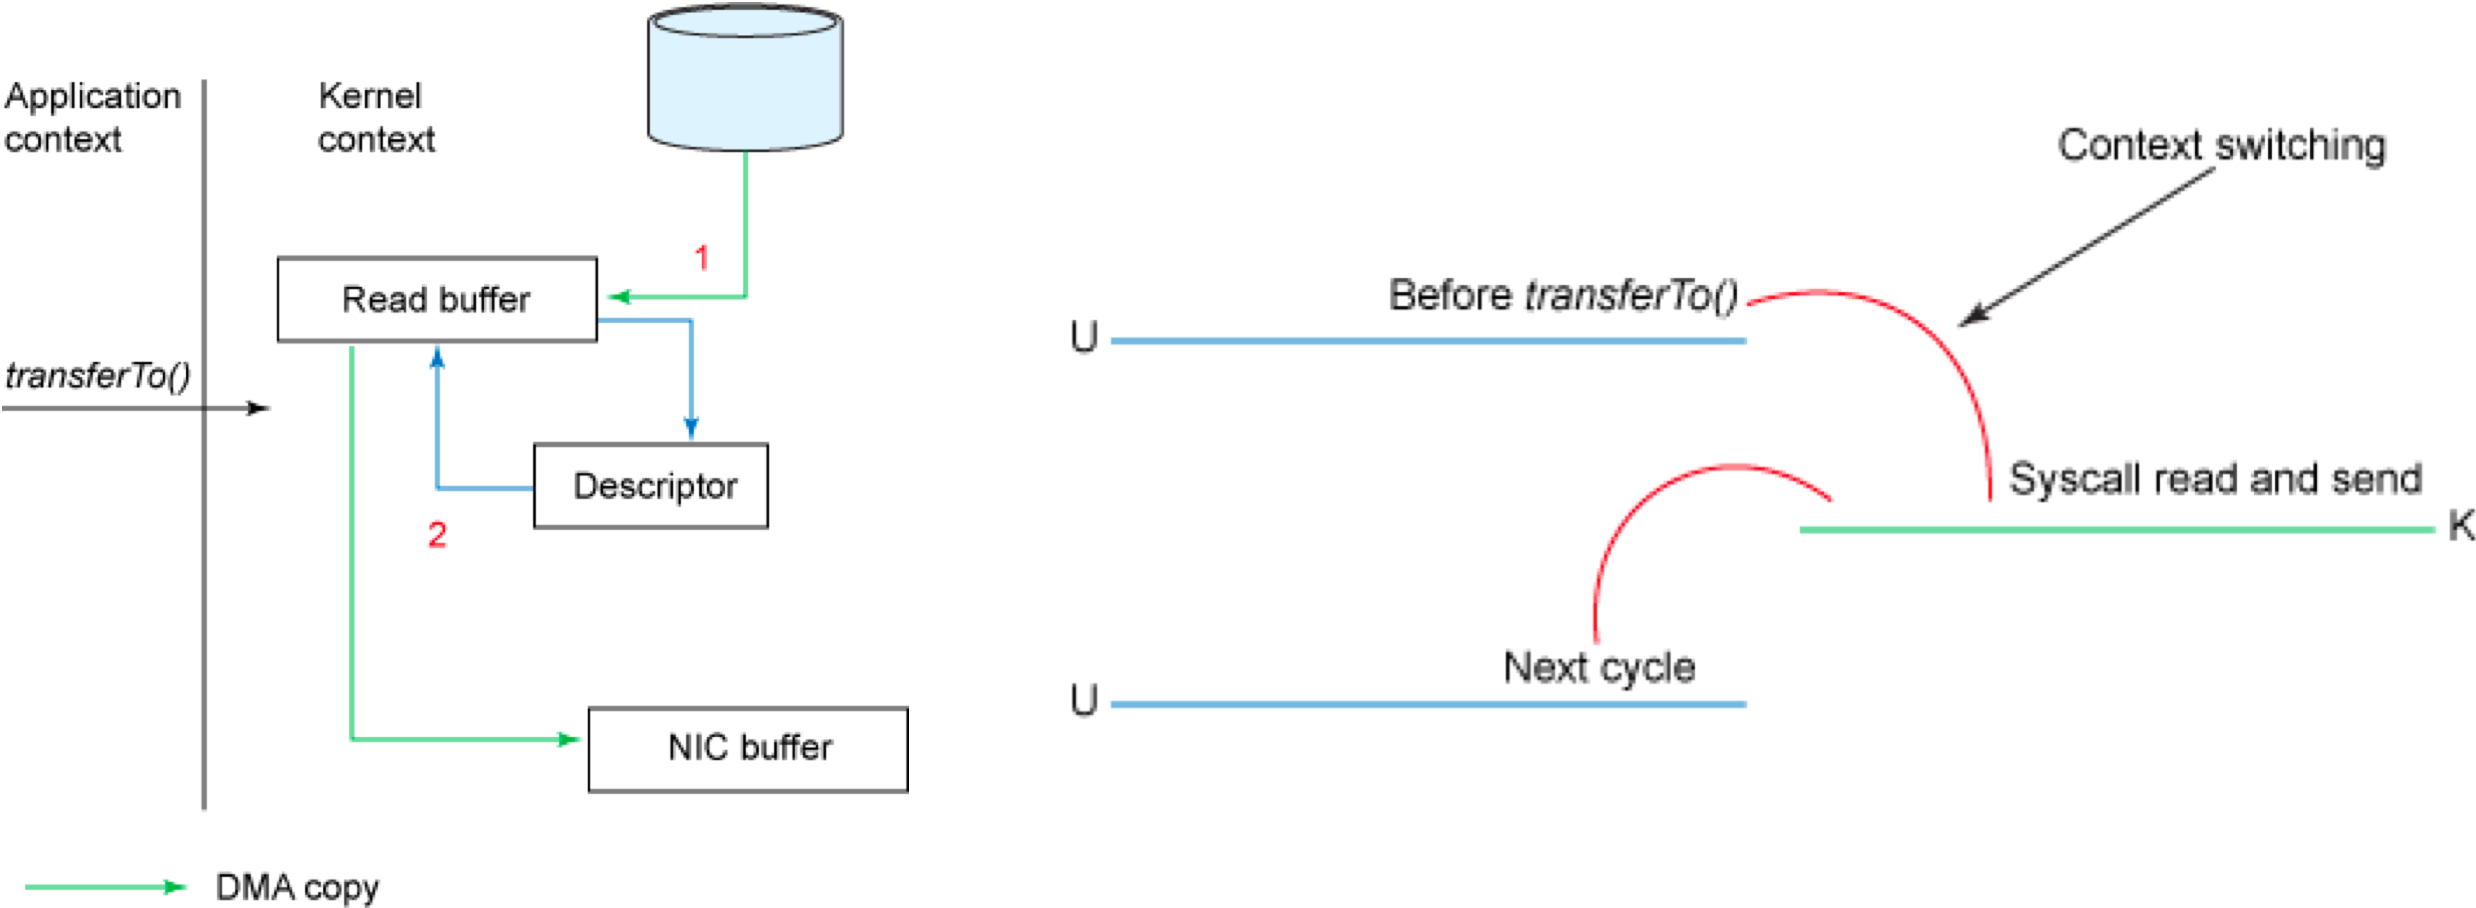 Application
context
Kernel
context
1
Read buffer
transferTo()
Descriptor
2
NIC buffer
DMA copy
Context switching
Before transferTo()
U
Syscall read and send
K
Next cycle
U